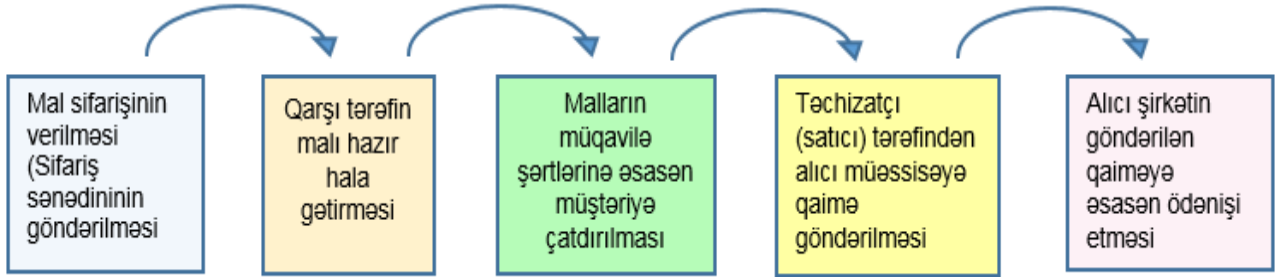 Mal sifarişinin
verilməsi
(Sifariş
sənədininin
göndərilməsi
Qarşı tərəfin
malı hazır
hala
gətirməsi
Malların
müqavilə
şərtlərinə əsasən
müştəriyə
çatdırılması
Təchizatçı
(satıcı) tərəfindən
alıcı müəssisəyə
qaimə
göndərilməsi
Alıcı şirkətin
göndərilən
qaiməyə
əsasən ödənişi
etməsi